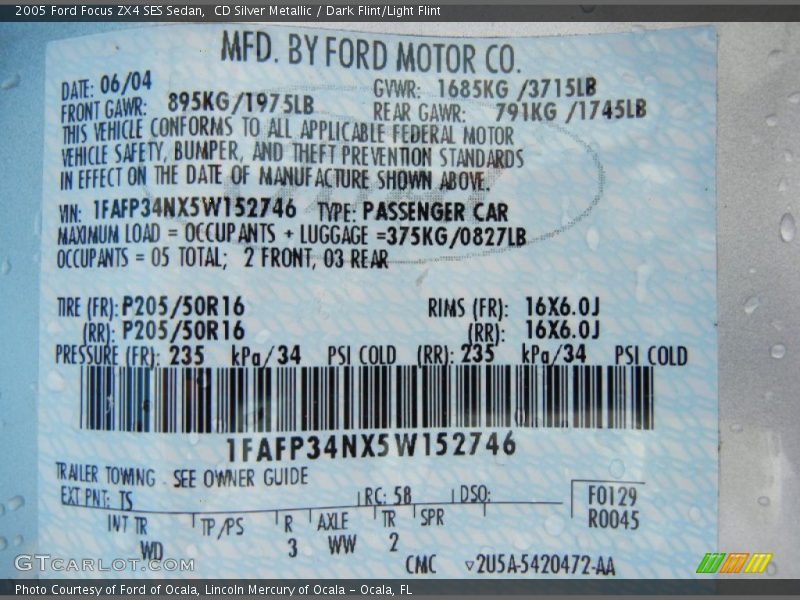 2005 Ford Focus ZX4 SES Sedan, CD Silver Metallic / Dark Flint/Light Flint
MFD. BY FORD MOTOR CO.
DATE: 06/04 GVWR: 1685KG /3715LB
FRONT GAWR: 895KG/1975LB REAR GAWR: 791KG /1745LB
THIS VEHICLE CONFORMS TO ALL APPLICABLE FEDERAL MOTOR
VEHICLE SAFETY, BUMPER, AND THEFT PREVENTION STANDARDS
IN EFFECT ON THE DATE OF MANUFACTURE SHOWN ABOVE.
VIN: 1FAFP34NX5W152746 TYPE: PASSENGER CAR
MAXIMUM LOAD = OCCUPANTS + LUGGAGE =375KG/0827LB
OCCUPANTS = 05 TOTAL; 2 FRONT, 03 REAR
TIRE (FR): P205/50R16 RIMS (FR): 16X6.0J
(RR): P205/50R16 (RR): 16X6.0J
PRESSURE (FR): 235 kPa/34 PSI COLD (RR): 235 kPa/34 PSI COLD
1FAFP34NX5W152746
TRAILER TOWING - SEE OWNER GUIDE
EXT PNT: TS RC: 58 DSO: F0129
INT TR TP/PS R AXLE TR SPR R0045
WD 3 WW 2
CMC 2U5A-5420472-AA
GTCarLot.com
Photo Courtesy of Ford of Ocala, Lincoln Mercury of Ocala – Ocala, FL